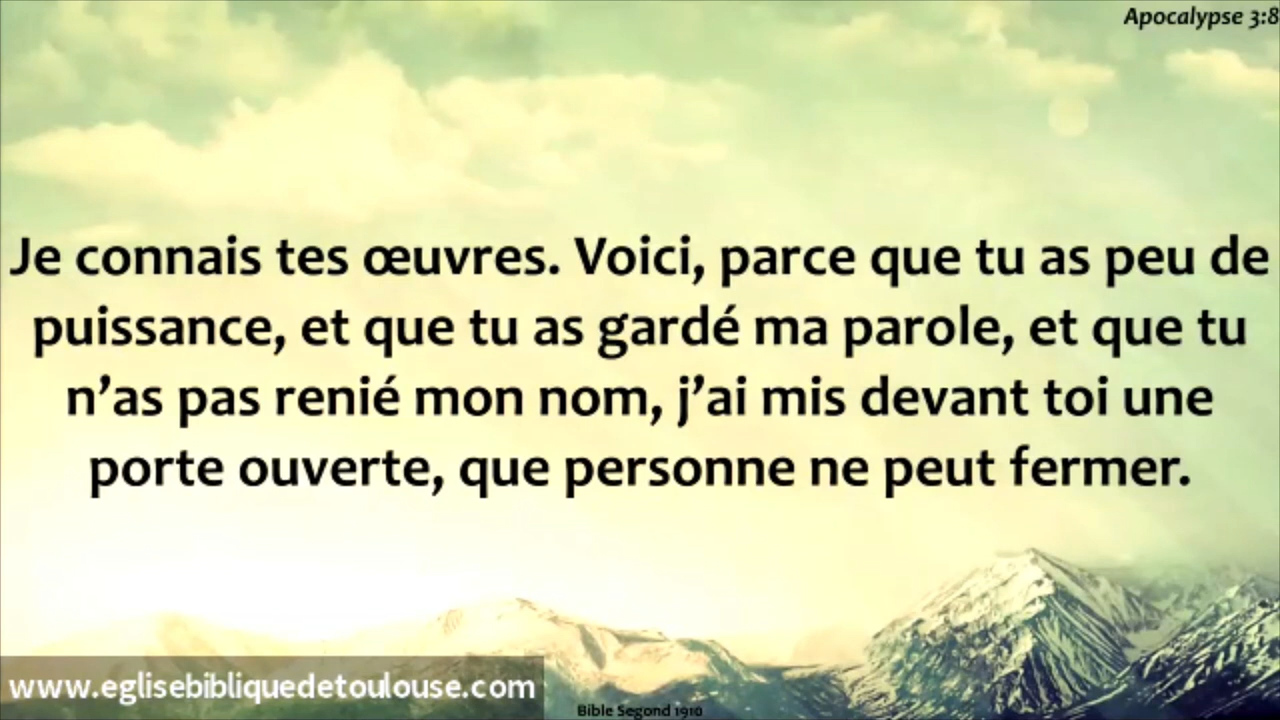 Apocalypse 3:8
Je connais tes œuvres. Voici, parce que tu as peu de
puissance, et que tu as gardé ma parole, et que tu
n’as pas renié mon nom, j’ai mis devant toi une
porte ouverte, que personne ne peut fermer.
www.eglisebibliquedetoulouse.com
Bible Segond 1910